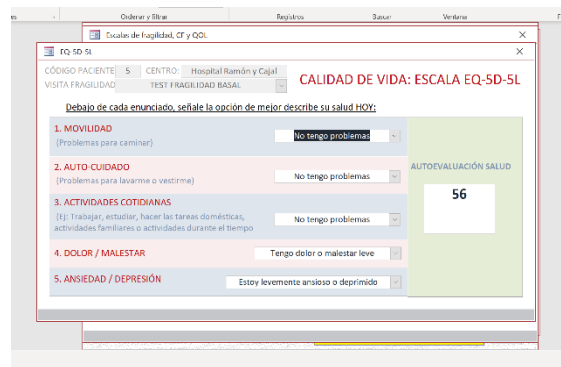 Ordenar y filtrar
Registros
Buscar
Ventana
Escalas de fragilidad, CF y QOL
EQ-5D-5L
CÓDIGO PACIENTE 5 CENTRO: Hospital Ramón y Cajal
VISITA FRAGILIDAD TEST FRAGILIDAD BASAL
CALIDAD DE VIDA: ESCALA EQ-5D-5L
Debajo de cada enunciado, señale la opción de mejor describe su salud HOY:
1. MOVILIDAD
(Problemas para caminar)
No tengo problemas
2. AUTO-CUIDADO
(Problemas para lavarme o vestirme)
No tengo problemas
3. ACTIVIDADES COTIDIANAS
(Ej: Trabajar, estudiar, hacer las tareas domésticas,
actividades familiares o actividades durante el tiempo
No tengo problemas
4. DOLOR / MALESTAR
Tengo dolor o malestar leve
5. ANSIEDAD / DEPRESIÓN
Estoy levemente ansioso o deprimido
AUTOEVALUACIÓN SALUD
56